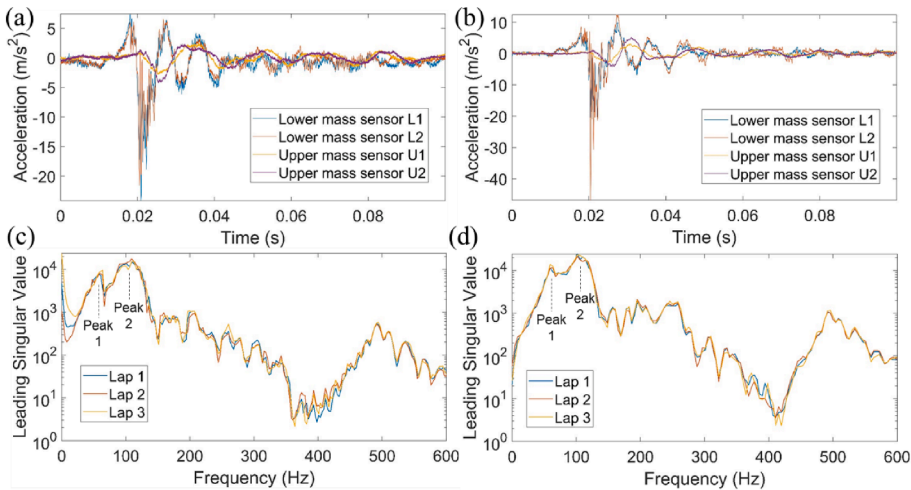 (a)
5
0
-5
-10
-15
-20
Acceleration (m/s²)
Lower mass sensor L1
Lower mass sensor L2
Upper mass sensor U1
Upper mass sensor U2
0 0.02 0.04 0.06 0.08
Time (s)
(b)
10
0
-10
-20
-30
-40
Acceleration (m/s²)
Lower mass sensor L1
Lower mass sensor L2
Upper mass sensor U1
Upper mass sensor U2
0 0.02 0.04 0.06 0.08
Time (s)
(c)
10⁴
10³
10²
10¹
10⁰
Leading Singular Value
Peak
1
Peak
2
Lap 1
Lap 2
Lap 3
0 100 200 300 400 500 600
Frequency (Hz)
(d)
10⁴
10³
10²
10¹
10⁰
Leading Singular Value
Peak
1
Peak
2
Lap 1
Lap 2
Lap 3
0 100 200 300 400 500 600
Frequency (Hz)